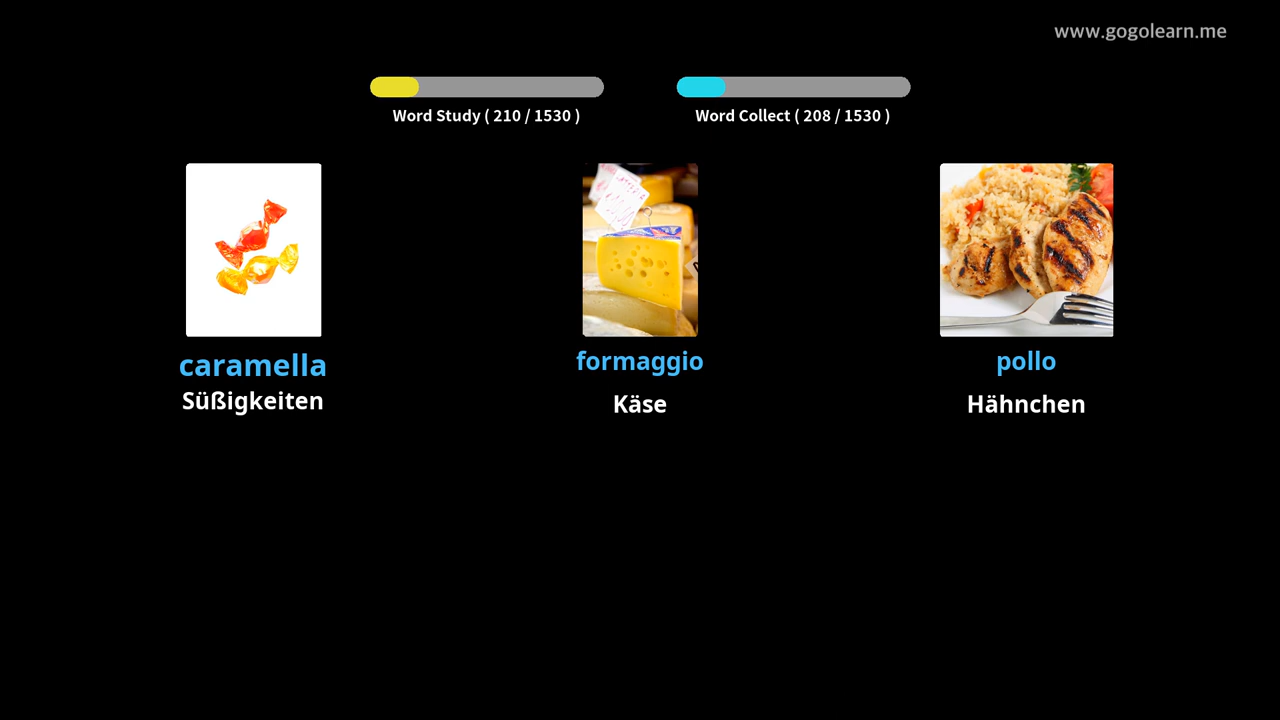 www.gogolearn.me
Word Study ( 210 / 1530 )
Word Collect ( 208 / 1530 )
caramella
formaggio
pollo
Süßigkeiten
Käse
Hähnchen